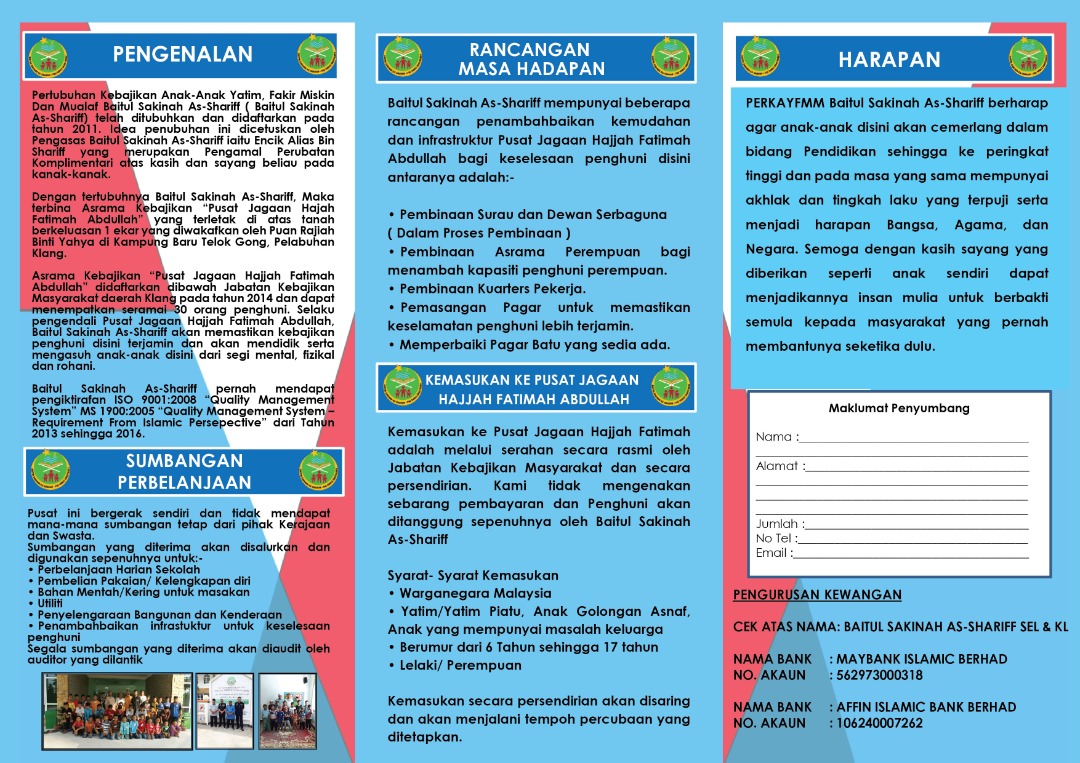 PENGENALAN
Pertubuhan Kebajikan Anak-Anak Yatim, Fakir Miskin
Dan Mualaf Baitul Sakinah As-Shariff ( Baitul Sakinah
As-Shariff) telah ditubuhkan dan didaftarkan pada
tahun 2011. Idea penubuhan ini dicetuskan oleh
Pengasas Baitul Sakinah As-Shariff iaitu Encik Alias Bin
Shariff yang merupakan Pengamal Perubatan
Komplimentari atas kasih dan sayang beliau pada
kanak-kanak.
Dengan tertubuhnya Baitul Sakinah As-Shariff, Maka
terbina Asrama Kebajikan “Pusat Jagaan Hajah
Fatimah Abdullah” yang terletak di atas tanah
berkeluasan 1 ekar yang diwakafkan oleh Puan Rajiah
Binti Yahya di Kampung Baru Telok Gong, Pelabuhan
Klang.
Asrama Kebajikan “Pusat Jagaan Hajjah Fatimah
Abdullah” didaftarkan dibawah Jabatan Kebajikan
Masyarakat daerah Klang pada tahun 2014 dan dapat
menempatkan seramai 30 orang penghuni. Selaku
pengendali Pusat Jagaan Hajjah Fatimah Abdullah,
Baitul Sakinah As-Shariff akan memastikan kebajikan
penghuni disini terjamin dan akan mendidik serta
mengasuh anak-anak disini dari segi mental, fizikal
dan rohani.
Baitul Sakinah As-Shariff pernah mendapat
pengiktirafan ISO 9001:2008 “Quality Management
System” MS 1900:2005 “Quality Management System –
Requirement From Islamic Persepective” dari Tahun
2013 sehingga 2016.
SUMBANGAN
PERBELANJAAN
Pusat ini bergerak sendiri dan tidak mendapat
mana-mana sumbangan tetap dari pihak Kerajaan
dan Swasta.
Sumbangan yang diterima akan disalurkan dan
digunakan sepenuhnya untuk:-
• Perbelanjaan Harian Sekolah
• Pembelian Pakaian/ Kelengkapan diri
• Bahan Mentah/Kering untuk masakan
• Utiliti
• Penyelengaraan Bangunan dan Kenderaan
• Penambahbaikan infrastuktur untuk keselesaan
penghuni
Segala sumbangan yang diterima akan diaudit oleh
auditor yang dilantik
RANCANGAN
MASA HADAPAN
Baitul Sakinah As-Shariff mempunyai beberapa
rancangan penambahbaikan kemudahan
dan infrastruktur Pusat Jagaan Hajjah Fatimah
Abdullah bagi keselesaan penghuni disini
antaranya adalah:-
• Pembinaan Surau dan Dewan Serbaguna
( Dalam Proses Pembinaan )
• Pembinaan Asrama Perempuan bagi
menambah kapasiti penghuni perempuan.
• Pembinaan Kuarters Pekerja.
• Pemasangan Pagar untuk memastikan
keselamatan penghuni lebih terjamin.
• Memperbaiki Pagar Batu yang sedia ada.
KEMASUKAN KE PUSAT JAGAAN
HAJJAH FATIMAH ABDULLAH
Kemasukan ke Pusat Jagaan Hajjah Fatimah
adalah melalui serahan secara rasmi oleh
Jabatan Kebajikan Masyarakat dan secara
persendirian. Kami tidak mengenakan
sebarang pembayaran dan Penghuni akan
ditanggung sepenuhnya oleh Baitul Sakinah
As-Shariff
Syarat- Syarat Kemasukan
• Warganegara Malaysia
• Yatim/Yatim Piatu, Anak Golongan Asnaf,
Anak yang mempunyai masalah keluarga
• Berumur dari 6 Tahun sehingga 17 tahun
• Lelaki/ Perempuan
Kemasukan secara persendirian akan disaring
dan akan menjalani tempoh percubaan yang
ditetapkan.
HARAPAN
PERKAYFMM Baitul Sakinah As-Shariff berharap
agar anak-anak disini akan cemerlang dalam
bidang Pendidikan sehingga ke peringkat
tinggi dan pada masa yang sama mempunyai
akhlak dan tingkah laku yang terpuji serta
menjadi harapan Bangsa, Agama, dan
Negara. Semoga dengan kasih sayang yang
diberikan seperti anak sendiri dapat
menjadikannya insan mulia untuk berbakti
semula kepada masyarakat yang pernah
membantunya seketika dulu.
Maklumat Penyumbang
Nama :
Alamat :
Jumlah :
No Tel :
Email :
PENGURUSAN KEWANGAN
CEK ATAS NAMA: BAITUL SAKINAH AS-SHARIFF SEL & KL
NAMA BANK : MAYBANK ISLAMIC BERHAD
NO. AKAUN : 562973000318
NAMA BANK : AFFIN ISLAMIC BANK BERHAD
NO. AKAUN : 106240007262